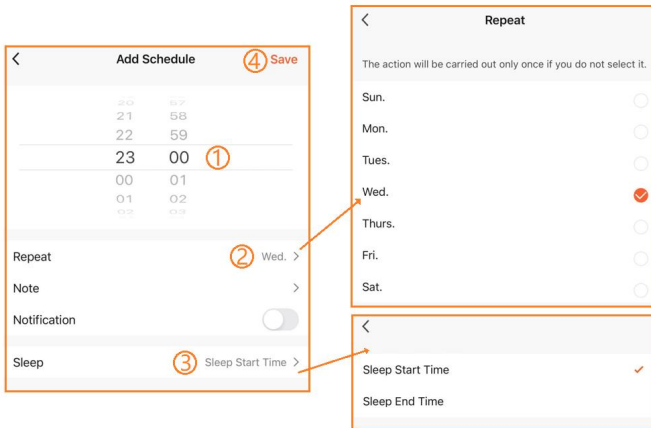 Add Schedule
④ Save
20 57
21 58
22 59
23 00 ①
00 01
01 02
02 03
Repeat ② Wed. >
Note >
Notification
Sleep ③ Sleep Start Time >
Repeat
The action will be carried out only once if you do not select it.
Sun.
Mon.
Tues.
Wed.
Thurs.
Fri.
Sat.
Sleep Start Time
Sleep End Time